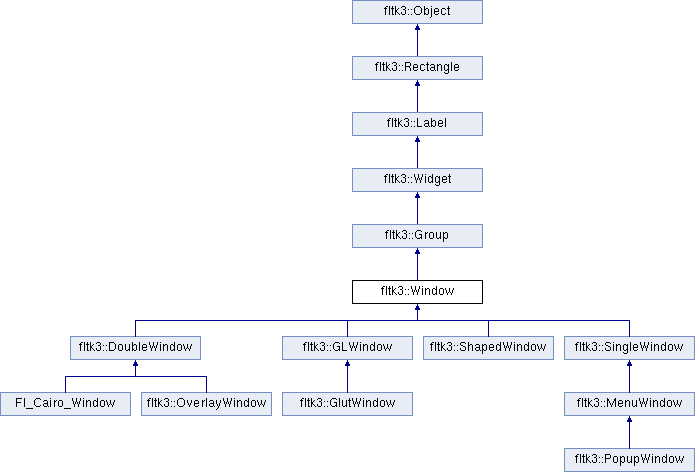 fltk3::Object
fltk3::Rectangle
fltk3::Label
fltk3::Widget
fltk3::Group
fltk3::Window
fltk3::DoubleWindow
fltk3::GLWindow
fltk3::ShapedWindow
fltk3::SingleWindow
Fl_Cairo_Window
fltk3::OverlayWindow
fltk3::GlutWindow
fltk3::MenuWindow
fltk3::PopupWindow